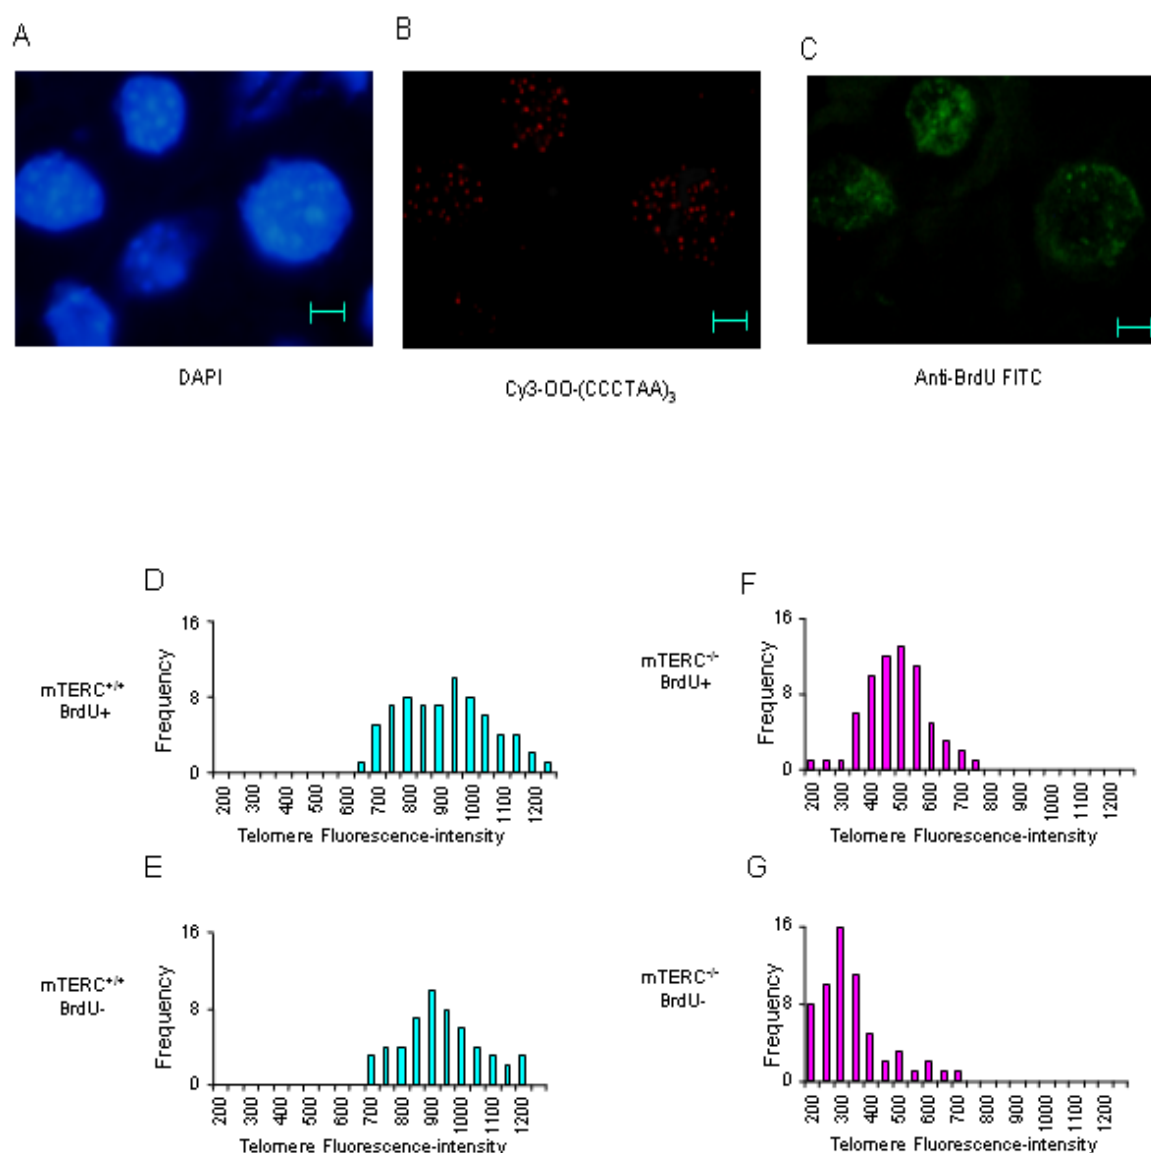 A
B
C
DAPI
Cy3-OO-(CCCTAA)3
Anti-BrdU FITC
D
mTERC+/+
BrdU+
Frequency
16
8
0
200 300 400 500 600 700 800 900 1000 1100 1200
Telomere Fluorescence-intensity
F
mTERC-/-
BrdU+
Frequency
16
8
0
200 300 400 500 600 700 800 900 1000 1100 1200
Telomere Fluorescence-intensity
E
mTERC+/+
BrdU-
Frequency
16
8
0
200 300 400 500 600 700 800 900 1000 1100 1200
Telomere Fluorescence-intensity
G
mTERC-/-
BrdU-
Frequency
16
8
0
200 300 400 500 600 700 800 900 1000 1100 1200
Telomere Fluorescence-intensity